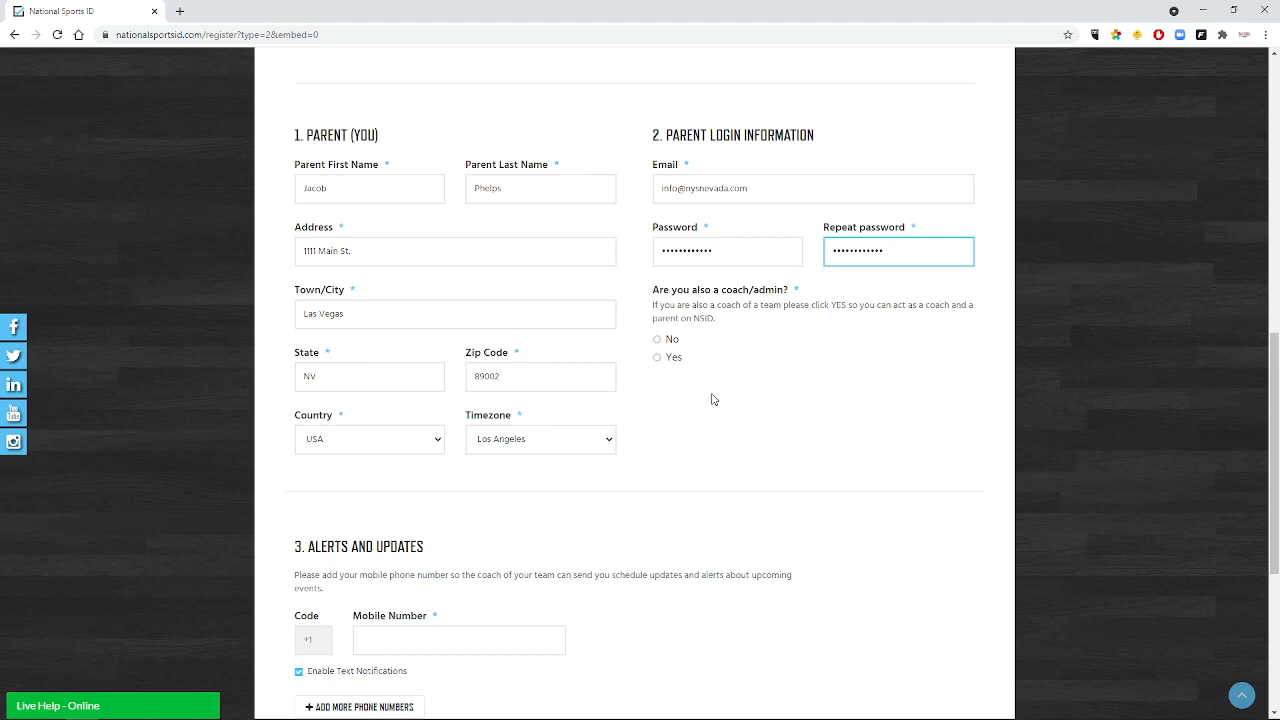 National Sports ID
nationalsportsid.com/register?type=2&embed=0
1. PARENT (YOU)
Parent First Name *
Parent Last Name *
Jacob
Phelps
Address *
1111 Main St.
Town/City *
Las Vegas
State *
Zip Code *
NV
89002
Country *
Timezone *
USA
Los Angeles
2. PARENT LOGIN INFORMATION
Email *
info@nysnevada.com
Password *
Repeat password *
••••••••••••
••••••••••••
Are you also a coach/admin? *
If you are also a coach of a team please click YES so you can act as a coach and a
parent on NSID.
No
Yes
3. ALERTS AND UPDATES
Please add your mobile phone number so the coach of your team can send you schedule updates and alerts about upcoming
events.
Code
Mobile Number *
+1
Enable Text Notifications
+ ADD MORE PHONE NUMBERS
f
in
You Tube
Live Help - Online